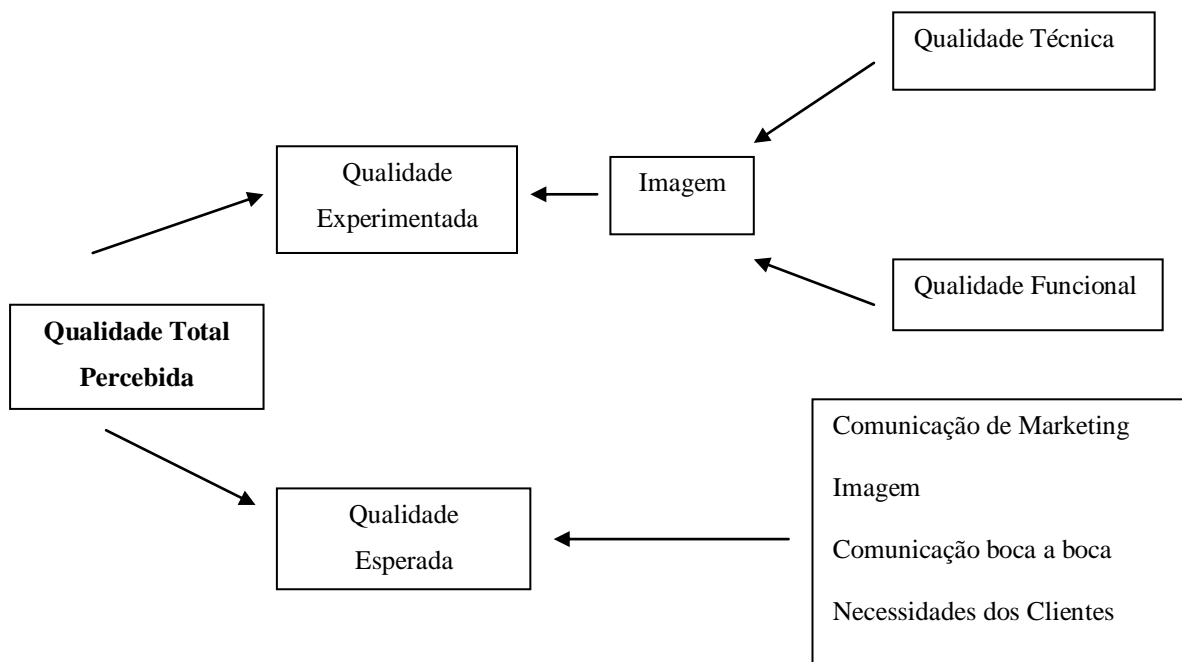 Qualidade Técnica
Qualidade
Experimentada
Imagem
Qualidade Funcional
Qualidade Total
Percebida
Comunicação de Marketing
Imagem
Comunicação boca a boca
Necessidades dos Clientes
Qualidade
Esperada